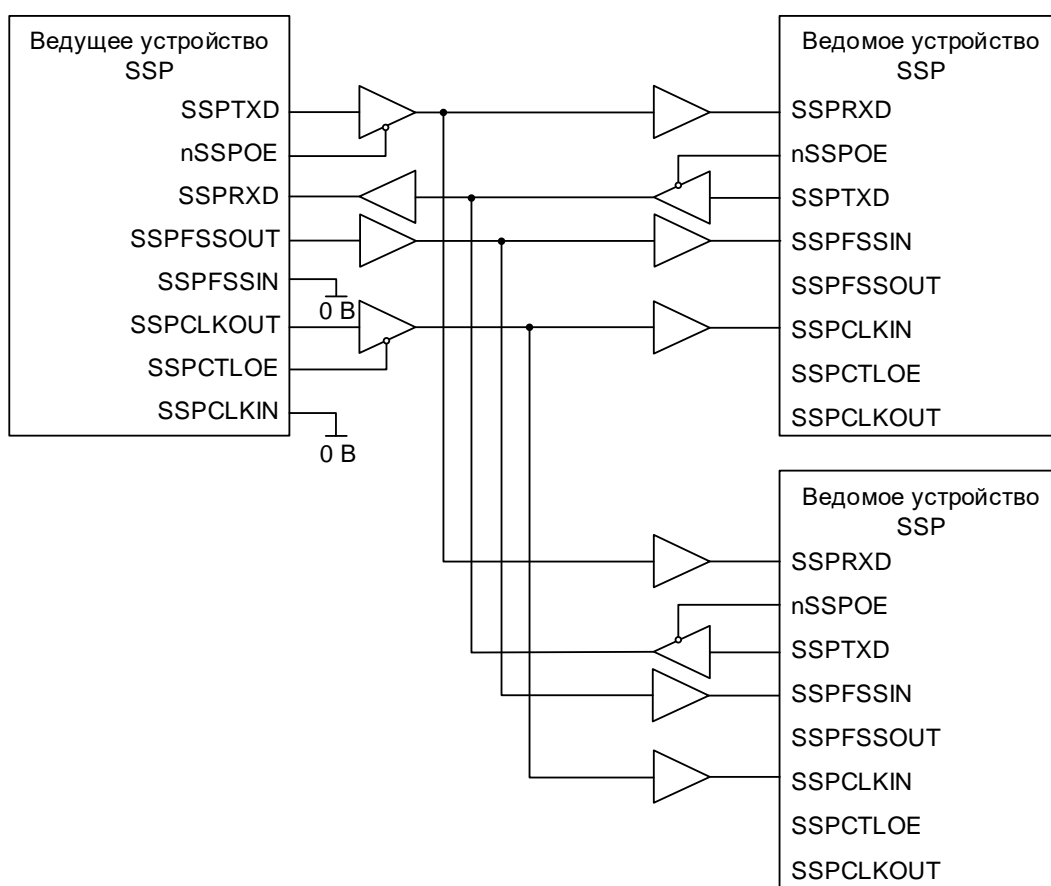 Ведущее устройство
SSP
SSPTXD
nSSPOE
SSPRXD
SSPFSSOUT
SSPFSSIN
0 В
SSPCLKOUT
SSPCTLOE
SSPCLKIN
0 В
Ведомое устройство
SSP
SSPRXD
nSSPOE
SSPTXD
SSPFSSIN
SSPFSSOUT
SSPCLKIN
SSPCTLOE
SSPCLKOUT
Ведомое устройство
SSP
SSPRXD
nSSPOE
SSPTXD
SSPFSSIN
SSPFSSOUT
SSPCLKIN
SSPCTLOE
SSPCLKOUT